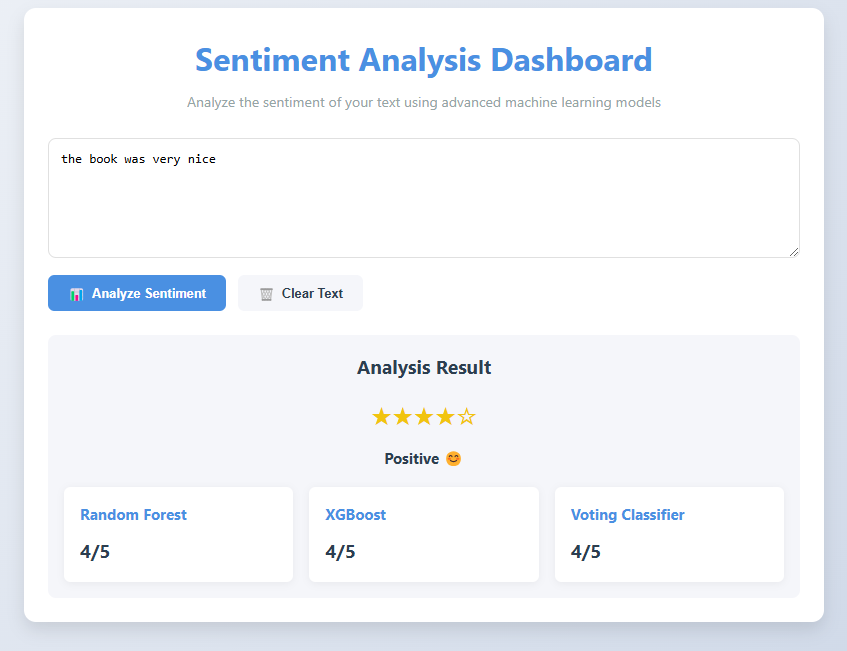 Sentiment Analysis Dashboard
Analyze the sentiment of your text using advanced machine learning models
the book was very nice
📊 Analyze Sentiment 🗑️ Clear Text
Analysis Result
★★★★☆
Positive 😊
Random Forest XGBoost Voting Classifier
4/5 4/5 4/5